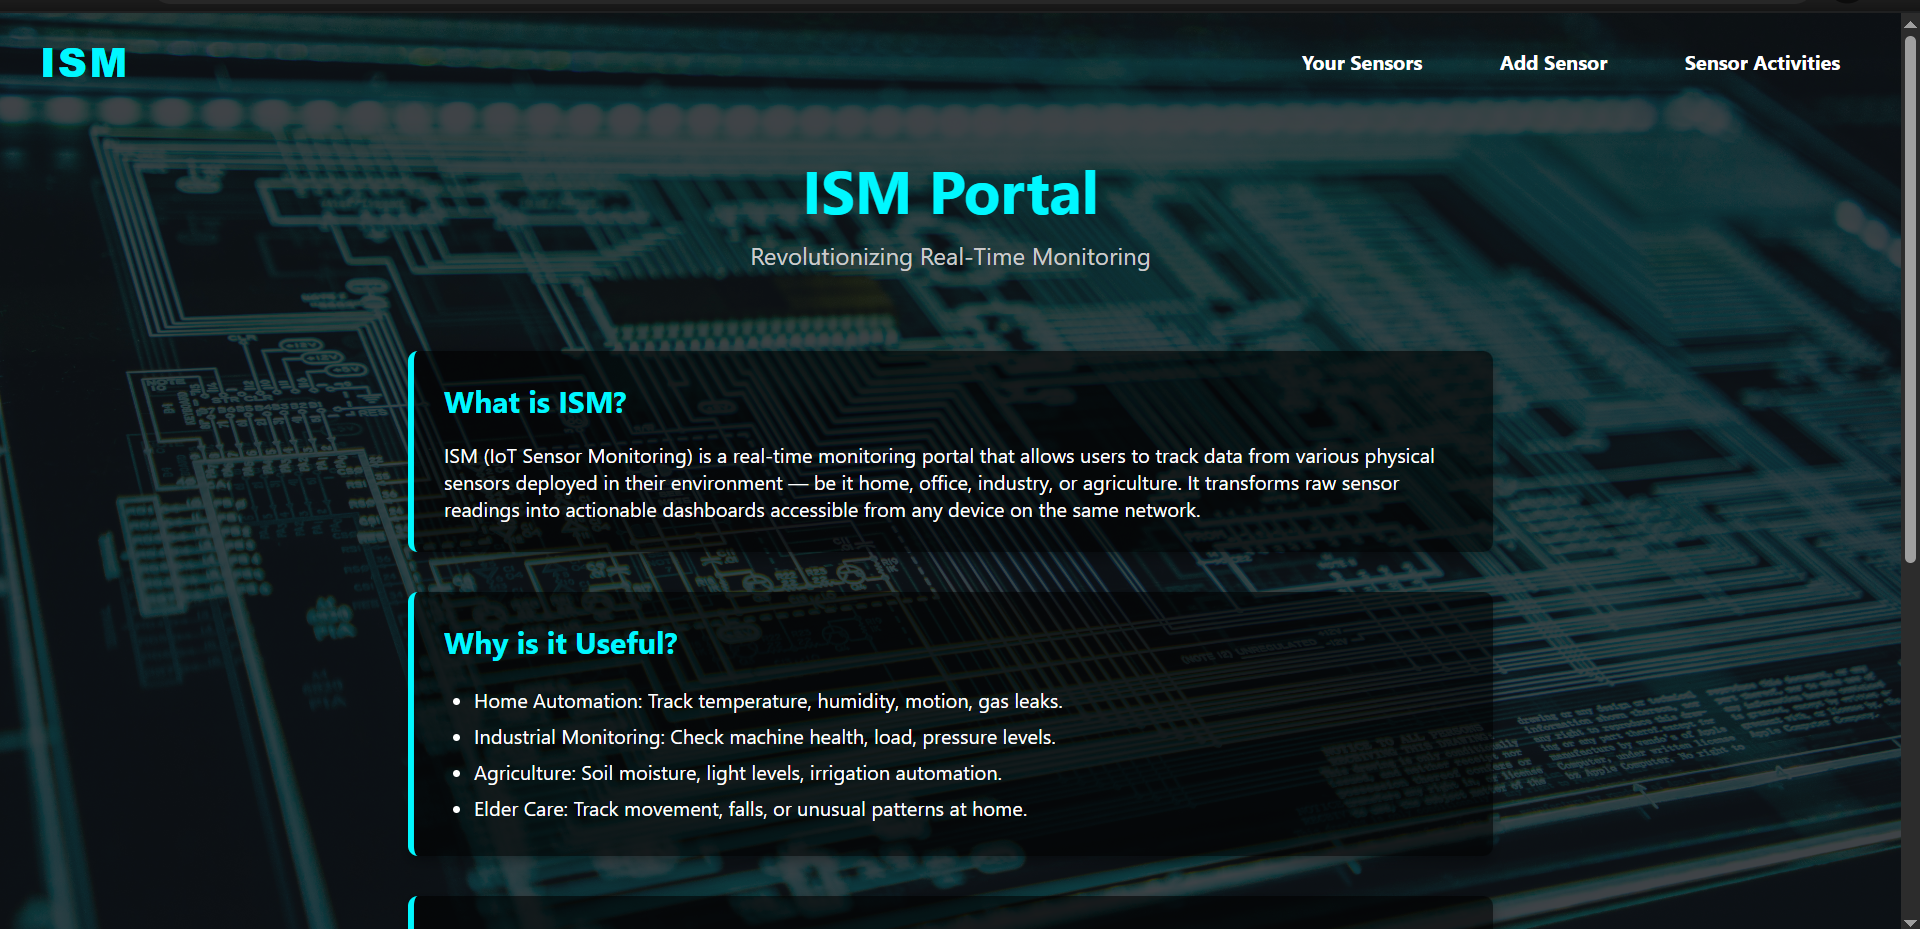 ISM
Your Sensors
Add Sensor
Sensor Activities
ISM Portal
Revolutionizing Real-Time Monitoring
What is ISM?
ISM (IoT Sensor Monitoring) is a real-time monitoring portal that allows users to track data from various physical
sensors deployed in their environment — be it home, office, industry, or agriculture. It transforms raw sensor
readings into actionable dashboards accessible from any device on the same network.
Why is it Useful?
• Home Automation: Track temperature, humidity, motion, gas leaks.
• Industrial Monitoring: Check machine health, load, pressure levels.
• Agriculture: Soil moisture, light levels, irrigation automation.
• Elder Care: Track movement, falls, or unusual patterns at home.